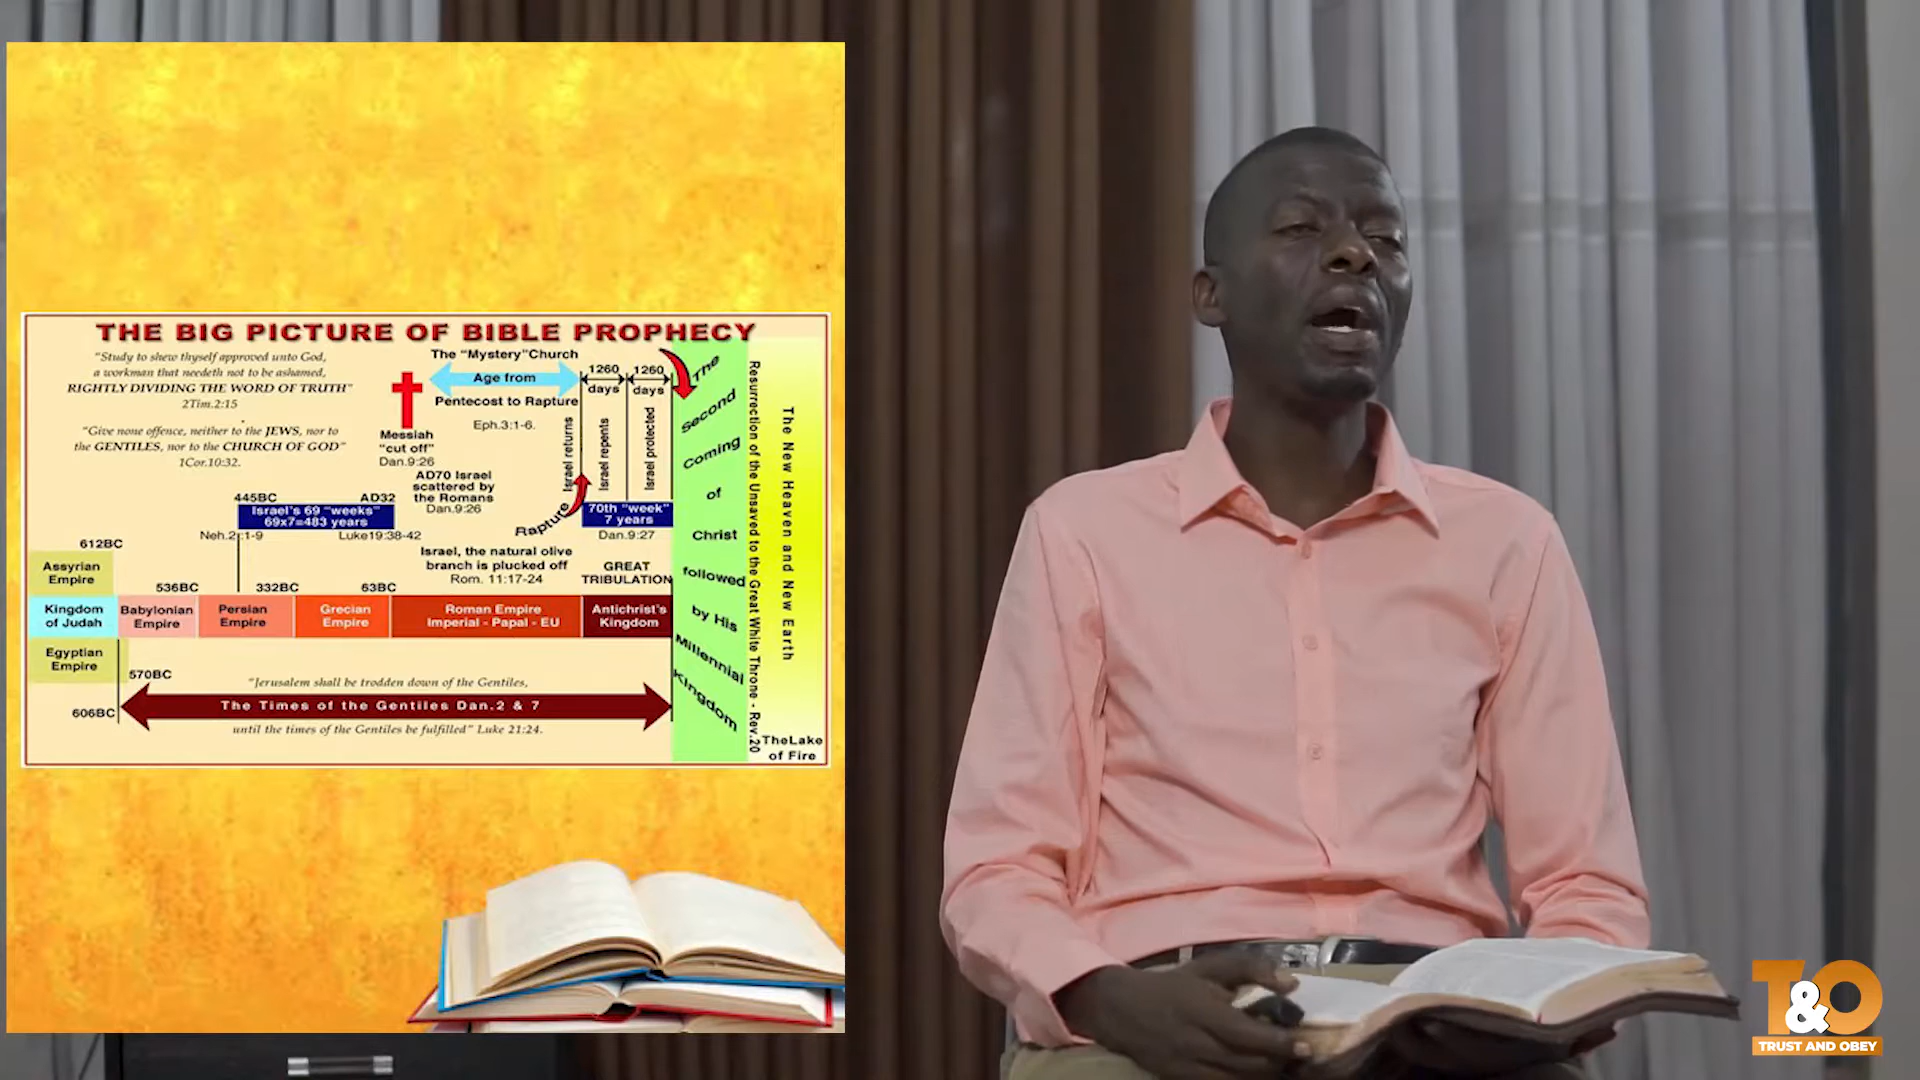 THE BIG PICTURE OF BIBLE PROPHECY
"Study to shew thyself approved unto God,
a workman that needeth not to be ashamed,
RIGHTLY DIVIDING THE WORD OF TRUTH"
2Tim.2:15
"Give none offence, neither to the JEWS, nor to
the GENTILES, nor to the CHURCH OF GOD"
1Cor.10:32.
The "Mystery"Church
Age from
Pentecost to Rapture
Eph.3:1-6.
Messiah
"cut off"
Dan.9:26
AD70 Israel
scattered by
the Romans
Dan.9:26
1260
days
1260
days
Israel returns
Israel repents
Israel protected
Rapture
445BC
AD32
Israel's 69 "weeks"
69x7=483 years
Luke19:38-42
70th "week"
7 years
Dan.9:27
Israel, the natural olive
branch is plucked off
Rom. 11:17-24
GREAT
TRIBULATION
612BC
Assyrian
Empire
536BC
332BC
63BC
Kingdom
of Judah
Babylonian
Empire
Persian
Empire
Grecian
Empire
Roman Empire
Imperial - Papal - EU
Antichrist's
Kingdom
Egyptian
Empire
570BC
606BC
"Jerusalem shall be trodden down of the Gentiles,
The Times of the Gentiles Dan.2 & 7
until the times of the Gentiles be fulfilled" Luke 21:24.
The
Second
Coming
of
Christ
followed
by His
Millennial
Kingdom
Resurrection of the Unsaved to the Great White Throne - Rev.20
The New Heaven and New Earth
TheLake
of Fire
T&O
TRUST AND OBEY